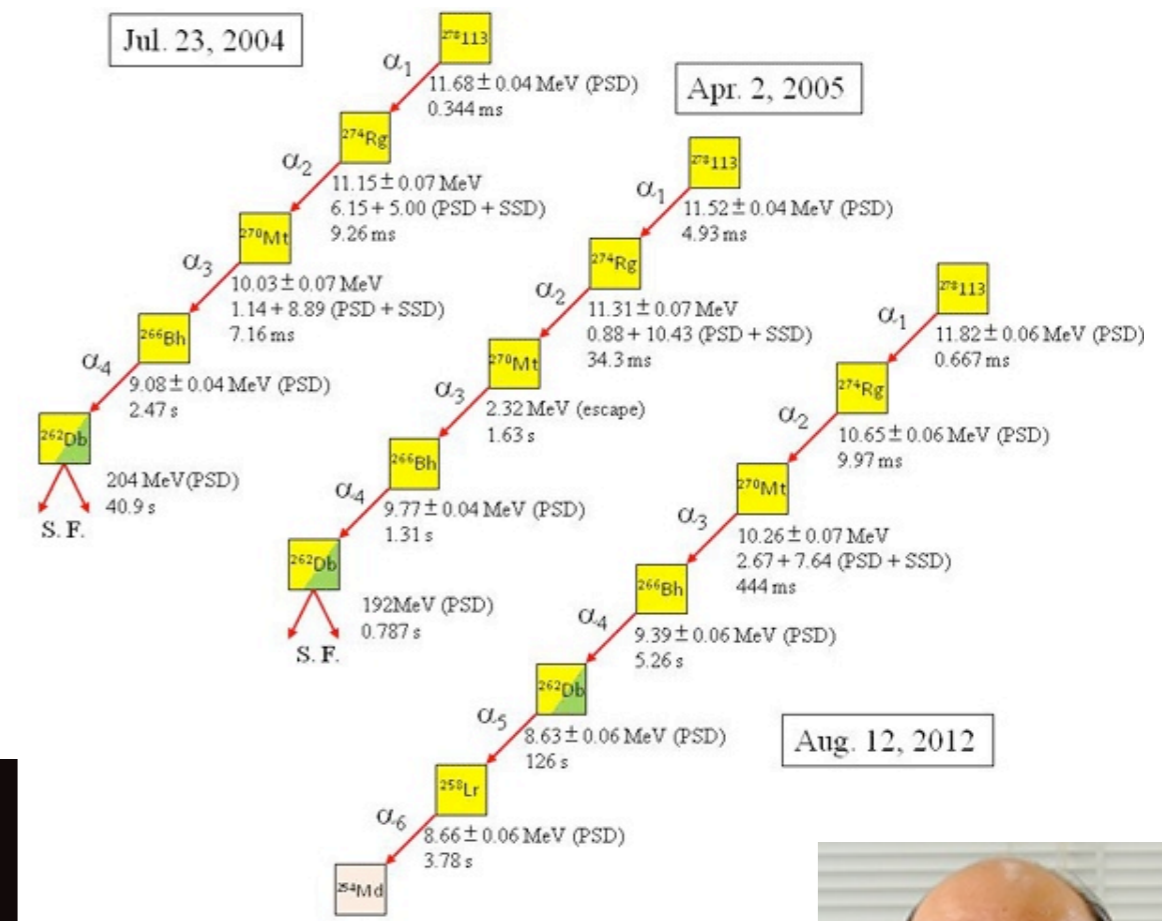 Jul. 23, 2004
²⁷⁸113
α₁
11.68 ± 0.04 MeV (PSD)
0.344 ms
²⁷⁴Rg
α₂
11.15 ± 0.07 MeV
6.15 + 5.00 (PSD + SSD)
9.26 ms
²⁷⁰Mt
α₃
10.03 ± 0.07 MeV
1.14 + 8.89 (PSD + SSD)
7.16 ms
²⁶⁶Bh
α₄
9.08 ± 0.04 MeV (PSD)
2.47 s
²⁶²Db
204 MeV(PSD)
40.9 s
S. F.
Apr. 2, 2005
²⁷⁸113
α₁
11.52 ± 0.04 MeV (PSD)
4.93 ms
²⁷⁴Rg
α₂
11.31 ± 0.07 MeV
0.88 + 10.43 (PSD + SSD)
34.3 ms
²⁷⁰Mt
α₃
2.32 MeV (escape)
1.63 s
²⁶⁶Bh
α₄
9.77 ± 0.04 MeV (PSD)
1.31 s
²⁶²Db
192MeV (PSD)
0.787 s
S. F.
²⁷⁸113
α₁
11.82 ± 0.06 MeV (PSD)
0.667 ms
²⁷⁴Rg
α₂
10.65 ± 0.06 MeV (PSD)
9.97 ms
²⁷⁰Mt
α₃
10.26 ± 0.07 MeV
2.67 + 7.64 (PSD + SSD)
444 ms
²⁶⁶Bh
α₄
9.39 ± 0.06 MeV (PSD)
5.26 s
²⁶²Db
α₅
8.63 ± 0.06 MeV (PSD)
126 s
²⁵⁸Lr
α₆
8.66 ± 0.06 MeV (PSD)
3.78 s
²⁵⁴Md
Aug. 12, 2012